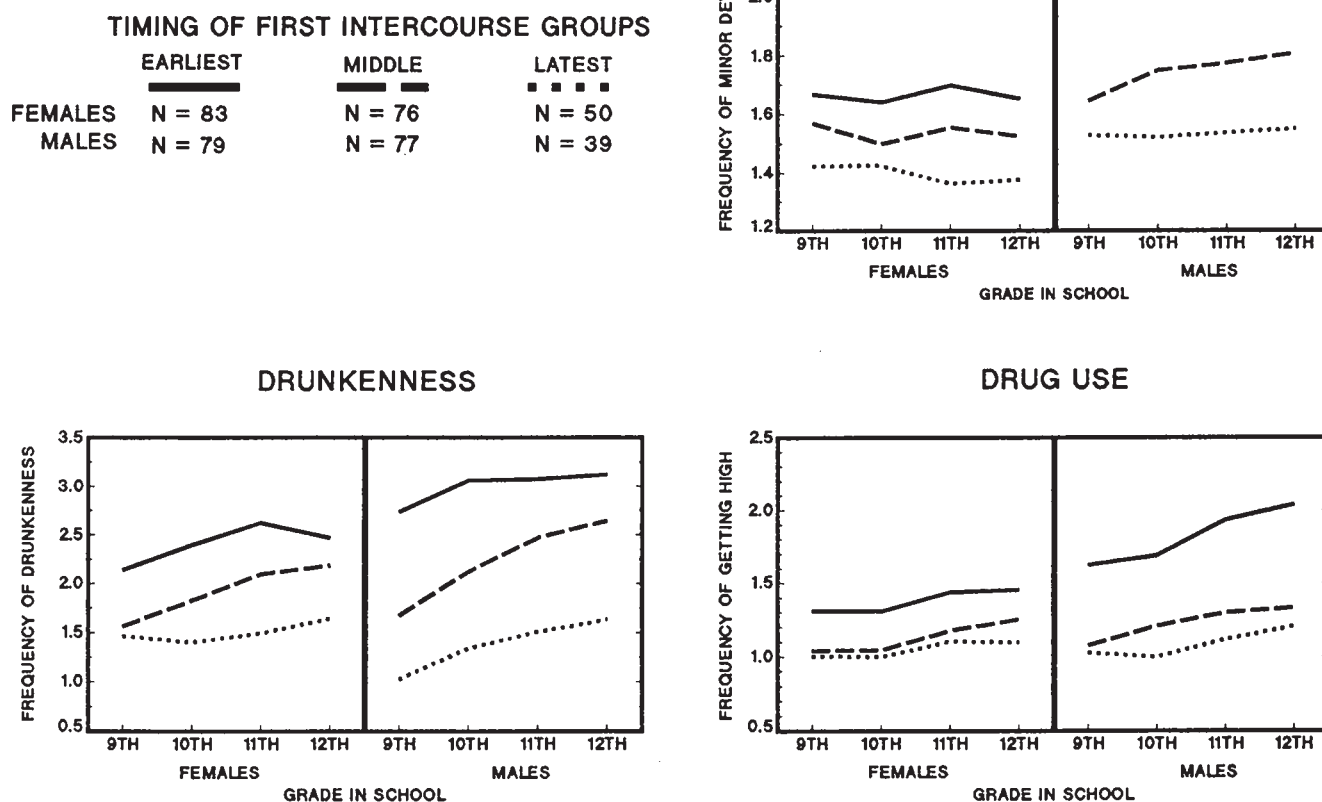 TIMING OF FIRST INTERCOURSE GROUPS
EARLIEST MIDDLE LATEST
FEMALES N = 83 N = 76 N = 50
MALES N = 79 N = 77 N = 39
FREQUENCY OF MINOR
1.8
1.6
1.4
1.2
9TH 10TH 11TH 12TH 9TH 10TH 11TH 12TH
FEMALES MALES
GRADE IN SCHOOL
DRUNKENNESS
FREQUENCY OF DRUNKENNESS
3.5
3.0
2.5
2.0
1.5
1.0
0.5
9TH 10TH 11TH 12TH 9TH 10TH 11TH 12TH
FEMALES MALES
GRADE IN SCHOOL
DRUG USE
FREQUENCY OF GETTING HIGH
2.5
2.0
1.5
1.0
0.5
9TH 10TH 11TH 12TH 9TH 10TH 11TH 12TH
FEMALES MALES
GRADE IN SCHOOL